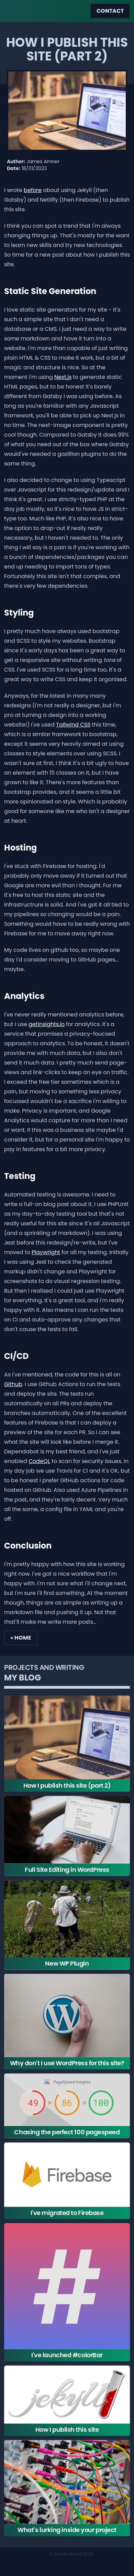 CONTACT
HOW I PUBLISH THIS
SITE (PART 2)
Author: James Amner
Date: 18/01/2023
I wrote before about using Jekyll (then
Gatsby) and Netlify (then Firebase) to publish
this site.
I think you can spot a trend that I'm always
changing things up. That's mostly for the want
to learn more skills and try new technologies.
So time for a new post about how I publish this
site.
Static Site Generation
I love static site generators for my site - it's
such a simple site that I don't need a
database or a CMS. I just need a way to write
some markdown, and it be able to make a
website. I'm more than capable of just writing
plain HTML & CSS to make it work, but a bit of
magic and structure is nice. So at the
moment I'm using Next.js to generate static
HTML pages, but to be honest it's barely
different from Gatsby I was using before. As
long as you're familiar with any Javascript
framework, you'll be able to pick up Next.js in
no time. The next-image component is pretty
cool though. Compared to Gatsby it does 99%
of what you need out of the box, where Gatsby
would've needed a gazillion plugins to do the
same thing.
I also decided to change to using Typescript
over Javascript for this redesign/update and I
think it's great. I use a strictly-typed PHP at the
day job mostly, so it's nice to have JS in strict-
type too. Much like PHP, it's also nice to have
the option to not type when it's really
necessary, but I haven't needed to. The only
thing I will say is a pain is if you're working with
a lot of dependencies/packages you can
end up needing to import tons of types.
Fortunately this site isn't that complex, and
there's very few dependencies.
Styling
I pretty much have always used bootstrap
and SCSS to style my websites. Bootstrap
since it's early days has been a great way to
get a responsive site without writing tons of
CSS. I've used SCSS for a long time too, it's a
great way to write CSS and keep it organised.
Anyways, for the latest in many many
redesigns (I'm not really a designer, but I'm
not sure turning a design into a working
website) I've used Tailwind CSS this time,
which is a similar framework to bootstrap,
except it seems very heavily aimed at using
classes to style elements over using SCSS. I
wasn't sure at first, I think it's a bit ugly to have
an element with 15 classes on it, but I have
grown to like it. There's more features than
bootstrap provides, and it seems a little bit
more opinionated on style. Which is probably
good for someone like me who isn't a designer
at heart.
Hosting
I've stuck with Firebase for hosting. I'd
probably only move away if it turned out that
Google are more evil than I thought. For me
it's perfect for this static site and the
infrastructure is solid. And I've got it all tied to
my pipelines so changing would be a pain.
Something would have to be really wrong with
Firebase for me to move away right now.
My code lives on github too, so maybe one
day I'd consider moving to GitHub pages...
maybe.
Analytics
I've not really mentioned analytics before,
but I use getinsights.io for analytics. It's a
service that promises a privacy-focused
approach to analytics. To be honest, it doesn't
provide me with much data, but I also don't
want it to do much data. I just want page-
views and link-clicks to keep an eye on traffic.
It costs more than self-hosted ones
(sometimes infinitely more) which is a
pain, but moving to something less privacy
focused wouldn't be a sacrifice I'm willing to
make. Privacy is important, and Google
Analytics would capture far more than I need
or want. If this was a business site maybe I'd
consider it, but for a personal site I'm happy to
pay in features for a bit more privacy.
Testing
Automated testing is awesome. I need to
write a full-on blog post about it. I use PHPUnit
as my day-to-day testing tool but that's not
overly useful for this site since it's all Javascript
(and a sprinkling of markdown). I was using
Jest before this redesign/re-write, but I've
moved to Playwright for all my testing. Initially
I was using Jest to check the generated
markup didn't change and Playwright for
screenshots to do visual regression testing.
But then I realised I could just use Playwright
for everything. It's a great tool, and I'm really
happy with it. Also means I can run the tests
on CI and auto-approve any changes that
don't cause the tests to fail.
CI/CD
As I've mentioned, the code for this is all on
Github. I use Github Actions to run the tests
and deploy the site. The tests run
automatically on all PRs and deploy the
branches automatically. One of the excellent
features of Firebase is that I can deploy a
preview of the site for each PR. So I can see
what the site will look like before I merge it.
Dependabot is my best friend, and I've just
enabled CodeQL to scan for security issues. In
my day job we all use Travis for CI and it's OK, but
to be honest I prefer GitHub actions for code
hosted on GitHub. Also used Azure Pipelines in
the past, and they're fairly decent. Very much
all the same, a config file in YAML and you're
off.
Conclusion
I'm pretty happy with how this site is working
right now. I've got a nice workflow that I'm
happy with. I'm not sure what I'll change next,
but I'm sure I'll find something. At the minute
though, things are as simple as writing up a
markdown file and pushing it up. Not that
that'll make me write more posts...
« HOME
PROJECTS AND WRITING
MY BLOG
How I publish this site (part 2)
Full Site Editing in WordPress
New WP Plugin
Why don't I use WordPress for this site?
PageSpeed Insights
49
86
100
Chasing the perfect 100 pagespeed
Firebase
I've migrated to Firebase
#
I've launched #colorBar
jekyll
How I publish this site
What's lurking inside your project
© James Amner 2023